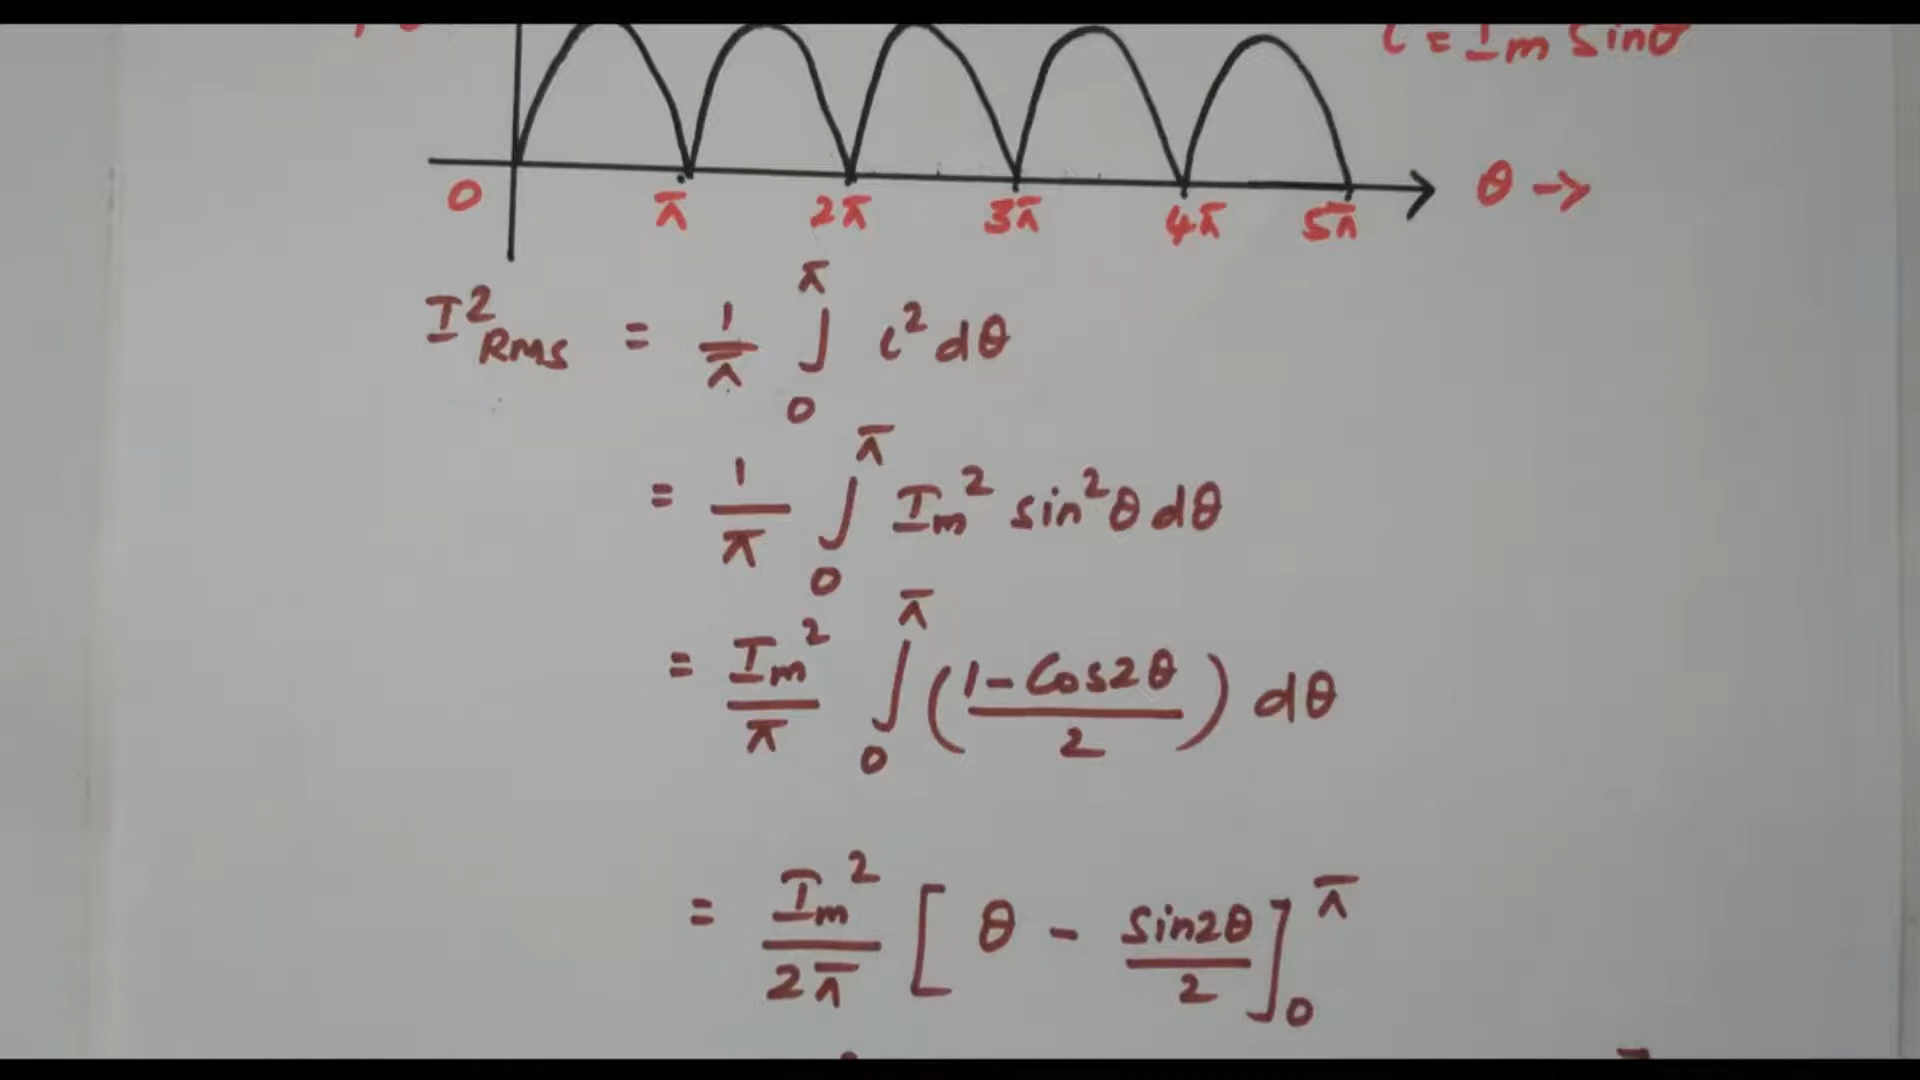 i = Im Sinθ
0 π 2π 3π 4π 5π θ →
I²RMS = 1/π ∫₀^π i² dθ
= 1/π ∫₀^π Im² sin²θ dθ
= Im²/π ∫₀^π (1 - Cos2θ / 2) dθ
= Im²/2π [ θ - Sin2θ / 2 ]₀^π